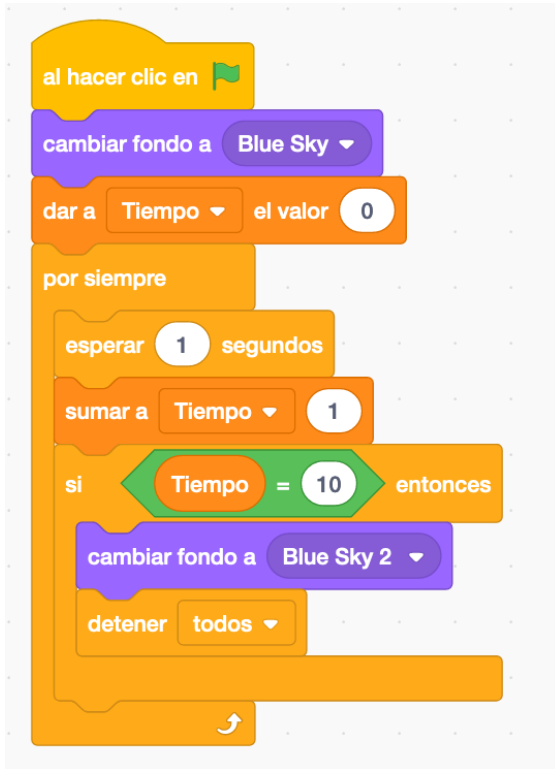 al hacer clic en
cambiar fondo a Blue Sky
dar a Tiempo el valor 0
por siempre
esperar 1 segundos
sumar a Tiempo 1
si Tiempo = 10 entonces
cambiar fondo a Blue Sky 2
detener todos